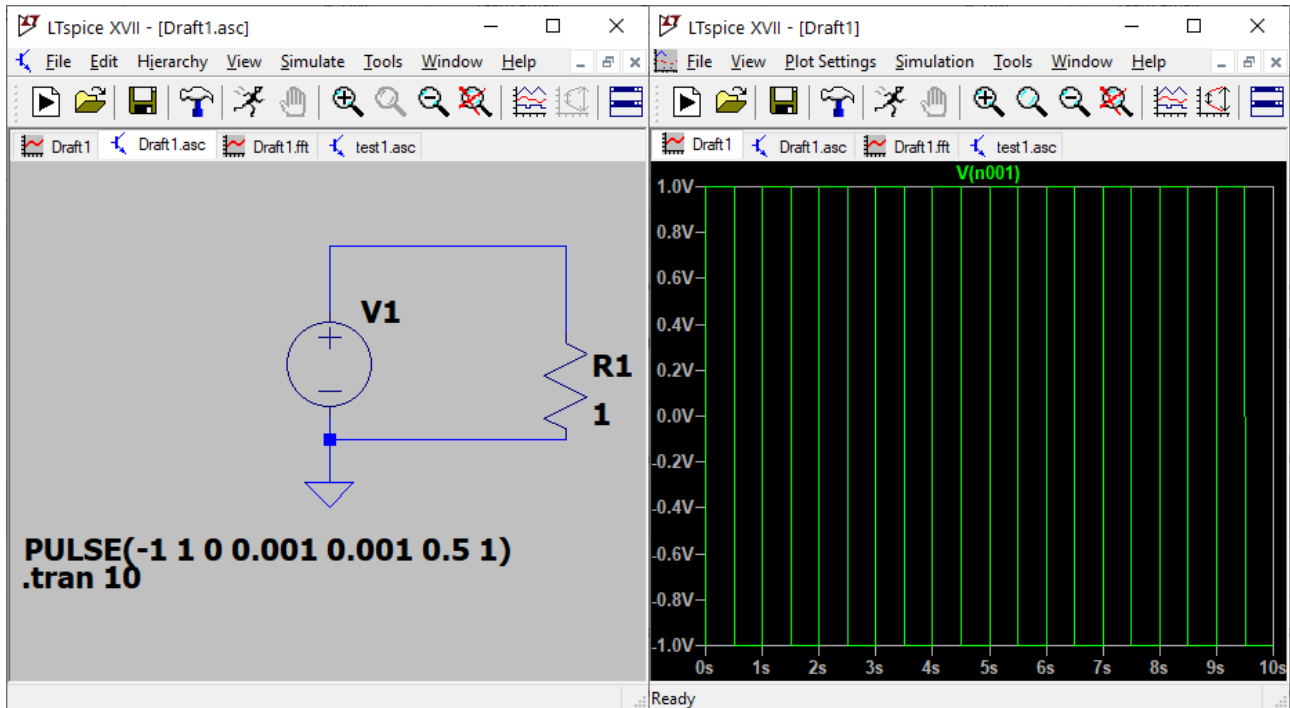 LTspice XVII - [Draft1.asc]
File Edit Hierarchy View Simulate Tools Window Help
Draft1 Draft1.asc Draft1.fft test1.asc
V1
R1
1
PULSE(-1 1 0 0.001 0.001 0.5 1)
.tran 10
LTspice XVII - [Draft1]
File View Plot Settings Simulation Tools Window Help
Draft1 Draft1.asc Draft1.fft test1.asc
V(n001)
1.0V
0.8V
0.6V
0.4V
0.2V
0.0V
-0.2V
-0.4V
-0.6V
-0.8V
-1.0V
0s 1s 2s 3s 4s 5s 6s 7s 8s 9s 10s
Ready